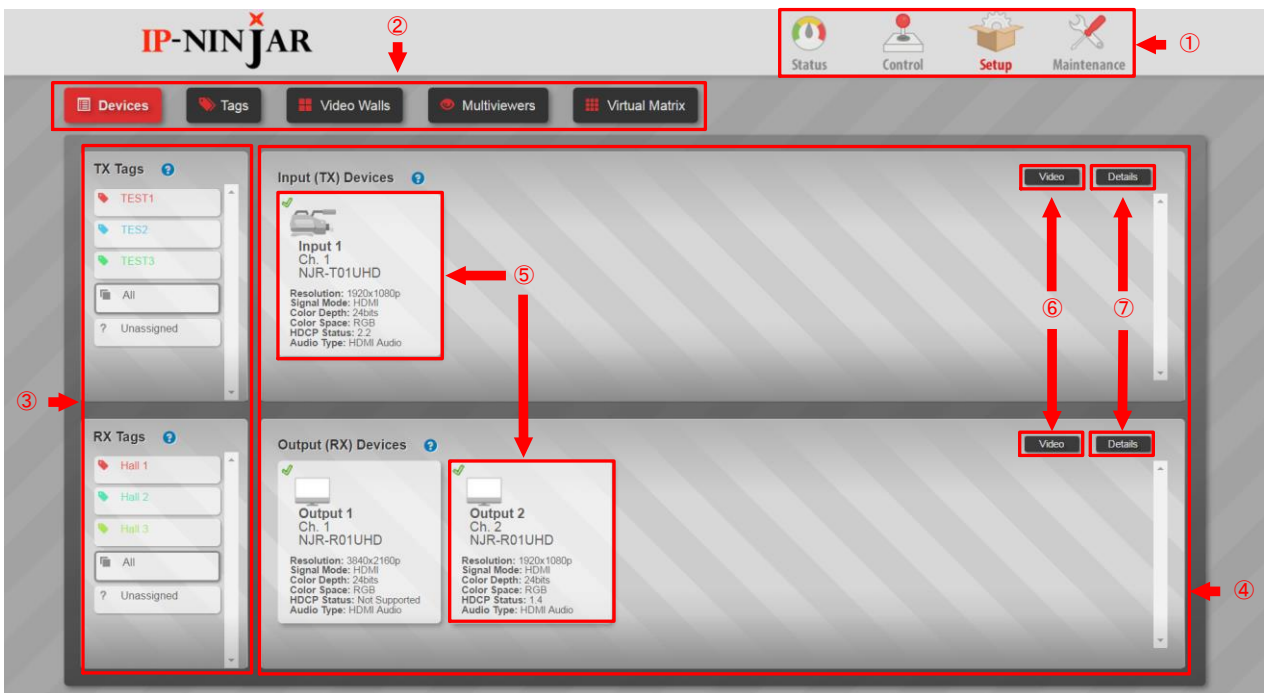 IP-NINJAR
②
Status
Control
Setup
Maintenance
①
Devices
Tags
Video Walls
Multiviewers
Virtual Matrix
TX Tags ?
TEST1
TES2
TEST3
All
? Unassigned
Input (TX) Devices ?
Video
Details
Input 1
Ch. 1
NJR-T01UHD
Resolution: 1920x1080p
Signal Mode: HDMI
Color Depth: 24bits
Color Space: RGB
HDCP Status: 2.2
Audio Type: HDMI Audio
⑤
⑥
⑦
③
RX Tags ?
Hall 1
Hall 2
Hall 3
All
? Unassigned
Output (RX) Devices ?
Video
Details
Output 1
Ch. 1
NJR-R01UHD
Resolution: 3840x2160p
Signal Mode: HDMI
Color Depth: 24bits
Color Space: RGB
HDCP Status: Not Supported
Audio Type: HDMI Audio
Output 2
Ch. 2
NJR-R01UHD
Resolution: 1920x1080p
Signal Mode: HDMI
Color Depth: 24bits
Color Space: RGB
HDCP Status: 1.4
Audio Type: HDMI Audio
④